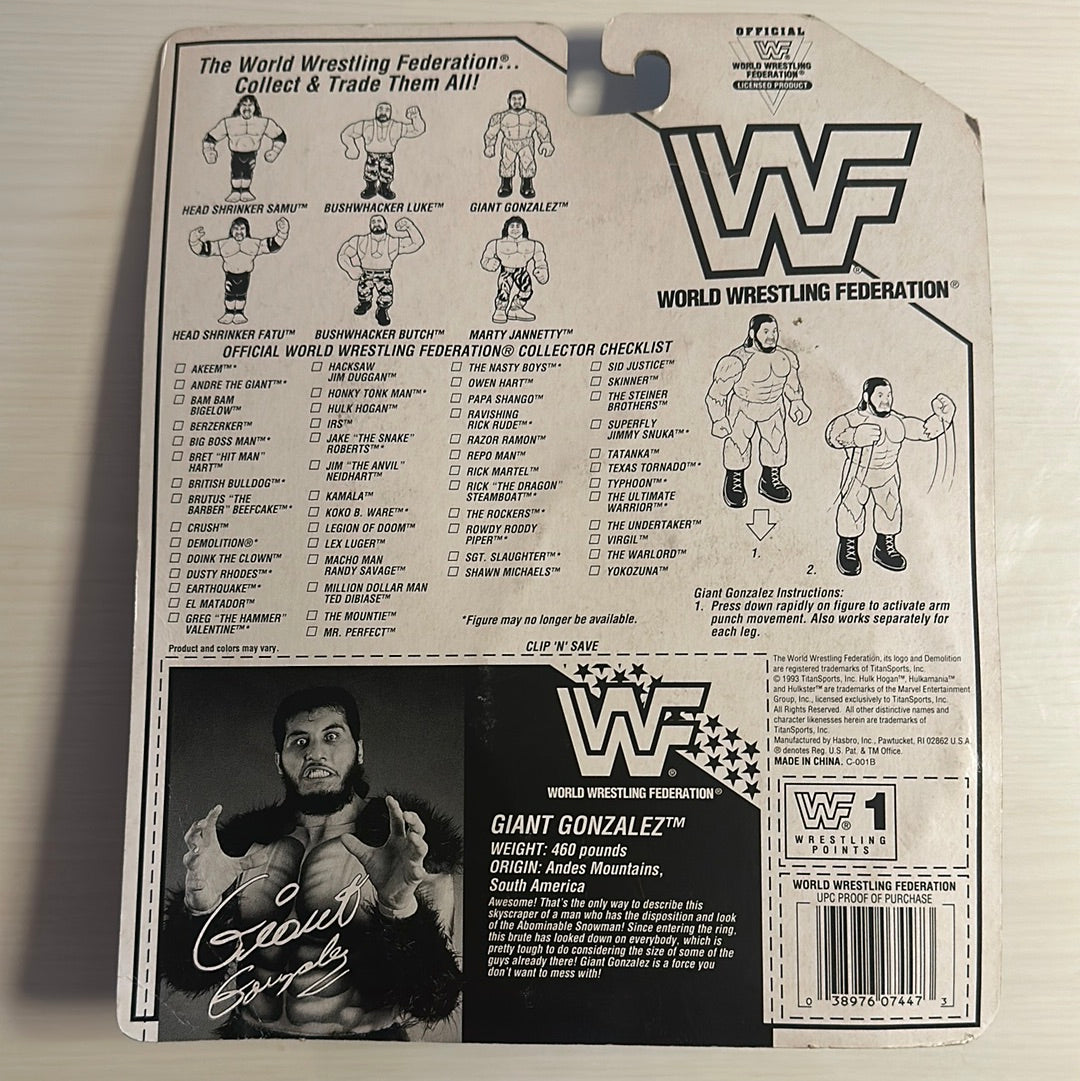 The World Wrestling Federation®...
Collect & Trade Them All!
HEAD SHRINKER SAMU™
BUSHWHACKER LUKE™
GIANT GONZALEZ™
HEAD SHRINKER FATU™
BUSHWHACKER BUTCH™
MARTY JANNETTY™
OFFICIAL
WF
WORLD WRESTLING
FEDERATION®
LICENSED PRODUCT
WF®
WORLD WRESTLING FEDERATION®
OFFICIAL WORLD WRESTLING FEDERATION® COLLECTOR CHECKLIST
AKEEM™*
ANDRE THE GIANT™*
BAM BAM
BIGELOW™
BERZERKER™
BIG BOSS MAN™*
BRET "HIT MAN"
HART™
BRITISH BULLDOG™*
BRUTUS "THE
BARBER" BEEFCAKE™*
CRUSH™
DEMOLITION®*
DOINK THE CLOWN™
DUSTY RHODES™*
EARTHQUAKE™*
EL MATADOR™
GREG "THE HAMMER"
VALENTINE™*
HACKSAW
JIM DUGGAN™
HONKY TONK MAN™*
HULK HOGAN™
IRS™
JAKE "THE SNAKE"
ROBERTS™*
JIM "THE ANVIL"
NEIDHART™
KAMALA™
KOKO B. WARE™*
LEGION OF DOOM™
LEX LUGER™
MACHO MAN
RANDY SAVAGE™
MILLION DOLLAR MAN
TED DIBIASE™
THE MOUNTIE™
MR. PERFECT™
THE NASTY BOYS™*
OWEN HART™
PAPA SHANGO™
RAVISHING
RICK RUDE™*
RAZOR RAMON™
REPO MAN™
RICK MARTEL™
RICK "THE DRAGON"
STEAMBOAT™*
THE ROCKERS™*
ROWDY RODDY
PIPER™*
SGT. SLAUGHTER™*
SHAWN MICHAELS™
SID JUSTICE™
SKINNER™
THE STEINER
BROTHERS™
SUPERFLY
JIMMY SNUKA™*
TATANKA™
TEXAS TORNADO™*
TYPHOON™*
THE ULTIMATE
WARRIOR™*
THE UNDERTAKER™
VIRGIL™
THE WARLORD™
YOKOZUNA™
*Figure may no longer be available.
1.
2.
Giant Gonzalez Instructions:
1. Press down rapidly on figure to activate arm
punch movement. Also works separately for
each leg.
Product and colors may vary.
CLIP 'N' SAVE
Giant
Gonzalez
WF®
WORLD WRESTLING FEDERATION®
GIANT GONZALEZ™
WEIGHT: 460 pounds
ORIGIN: Andes Mountains,
South America
Awesome! That's the only way to describe this
skyscraper of a man who has the disposition and look
of the Abominable Snowman! Since entering the ring,
this brute has looked down on everybody, which is
pretty tough to do considering the size of some of the
guys already there! Giant Gonzalez is a force you
don't want to mess with!
The World Wrestling Federation, its logo and Demolition
are registered trademarks of TitanSports, Inc.
© 1993 TitanSports, Inc. Hulk Hogan™, Hulkamania™
and Hulkster™ are trademarks of the Marvel Entertainment
Group, Inc., licensed exclusively to TitanSports, Inc.
All Rights Reserved. All other distinctive names and
character likenesses herein are trademarks of
TitanSports, Inc.
Manufactured by Hasbro, Inc., Pawtucket, RI 02862 U.S.A.
® denotes Reg. U.S. Pat. & TM Office.
MADE IN CHINA. C-001B
WF® 1
WRESTLING
POINTS
WORLD WRESTLING FEDERATION
UPC PROOF OF PURCHASE
0 38976 07447 3